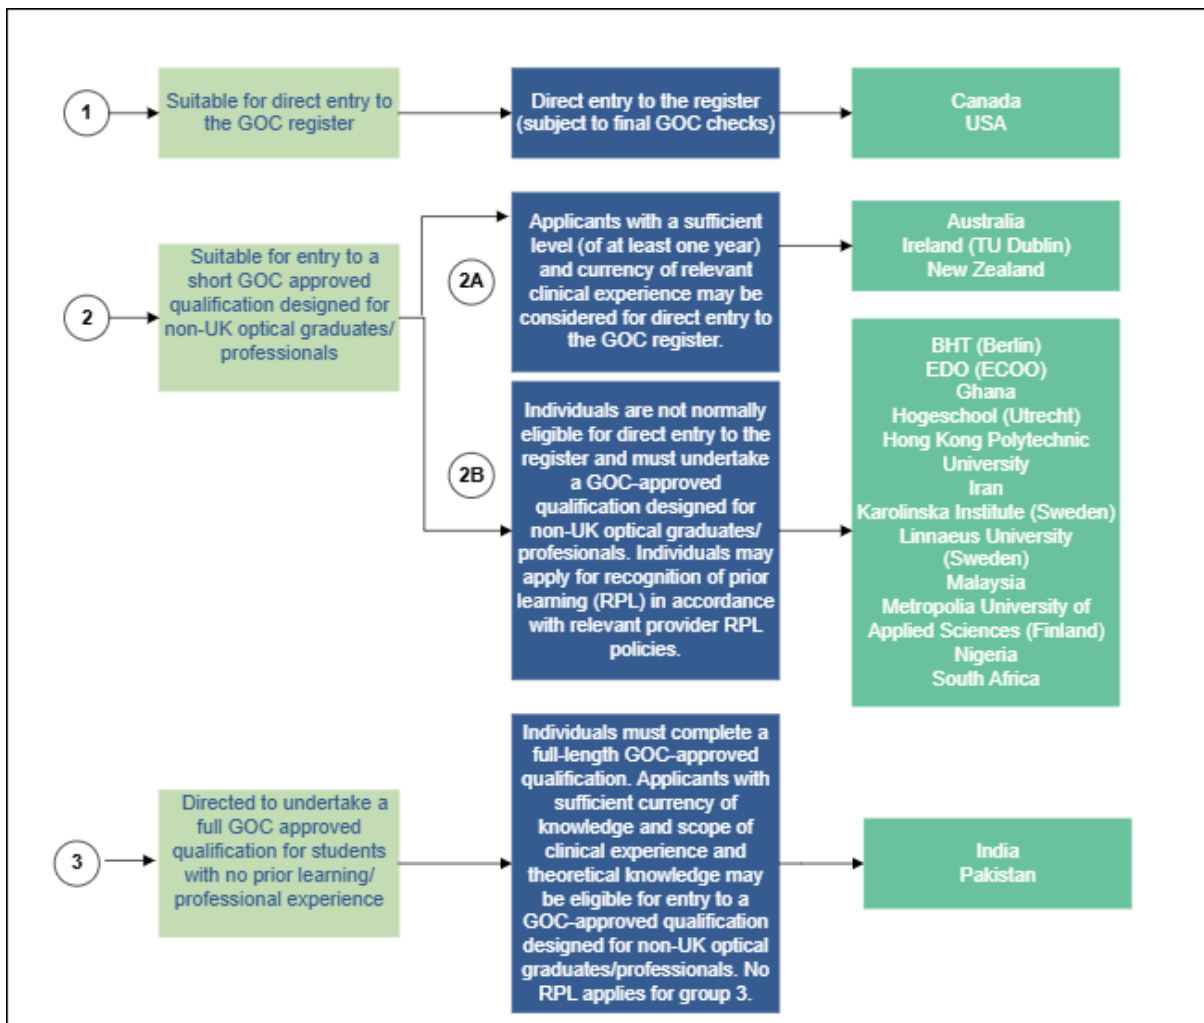 1
Suitable for direct entry to
the GOC register
Direct entry to the register
(subject to final GOC checks)
Canada
USA
2
Suitable for entry to a
short GOC approved
qualification designed for
non-UK optical graduates/
professionals
2A
Applicants with a sufficient
level (of at least one year)
and currency of relevant
clinical experience may be
considered for direct entry to
the GOC register.
Australia
Ireland (TU Dublin)
New Zealand
2B
Individuals are not normally
eligible for direct entry to the
register and must undertake
a GOC-approved
qualification designed for
non-UK optical graduates/
profesionals. Individuals may
apply for recognition of prior
learning (RPL) in accordance
with relevant provider RPL
policies.
BHT (Berlin)
EDO (ECOO)
Ghana
Hogeschool (Utrecht)
Hong Kong Polytechnic
University
Iran
Karolinska Institute (Sweden)
Linnaeus University
(Sweden)
Malaysia
Metropolia University of
Applied Sciences (Finland)
Nigeria
South Africa
3
Directed to undertake a
full GOC approved
qualification for students
with no prior learning/
professional experience
Individuals must complete a
full-length GOC-approved
qualification. Applicants with
sufficient currency of
knowledge and scope of
clinical experience and
theoretical knowledge may
be eligible for entry to a
GOC-approved qualification
designed for non-UK optical
graduates/professionals. No
RPL applies for group 3.
India
Pakistan